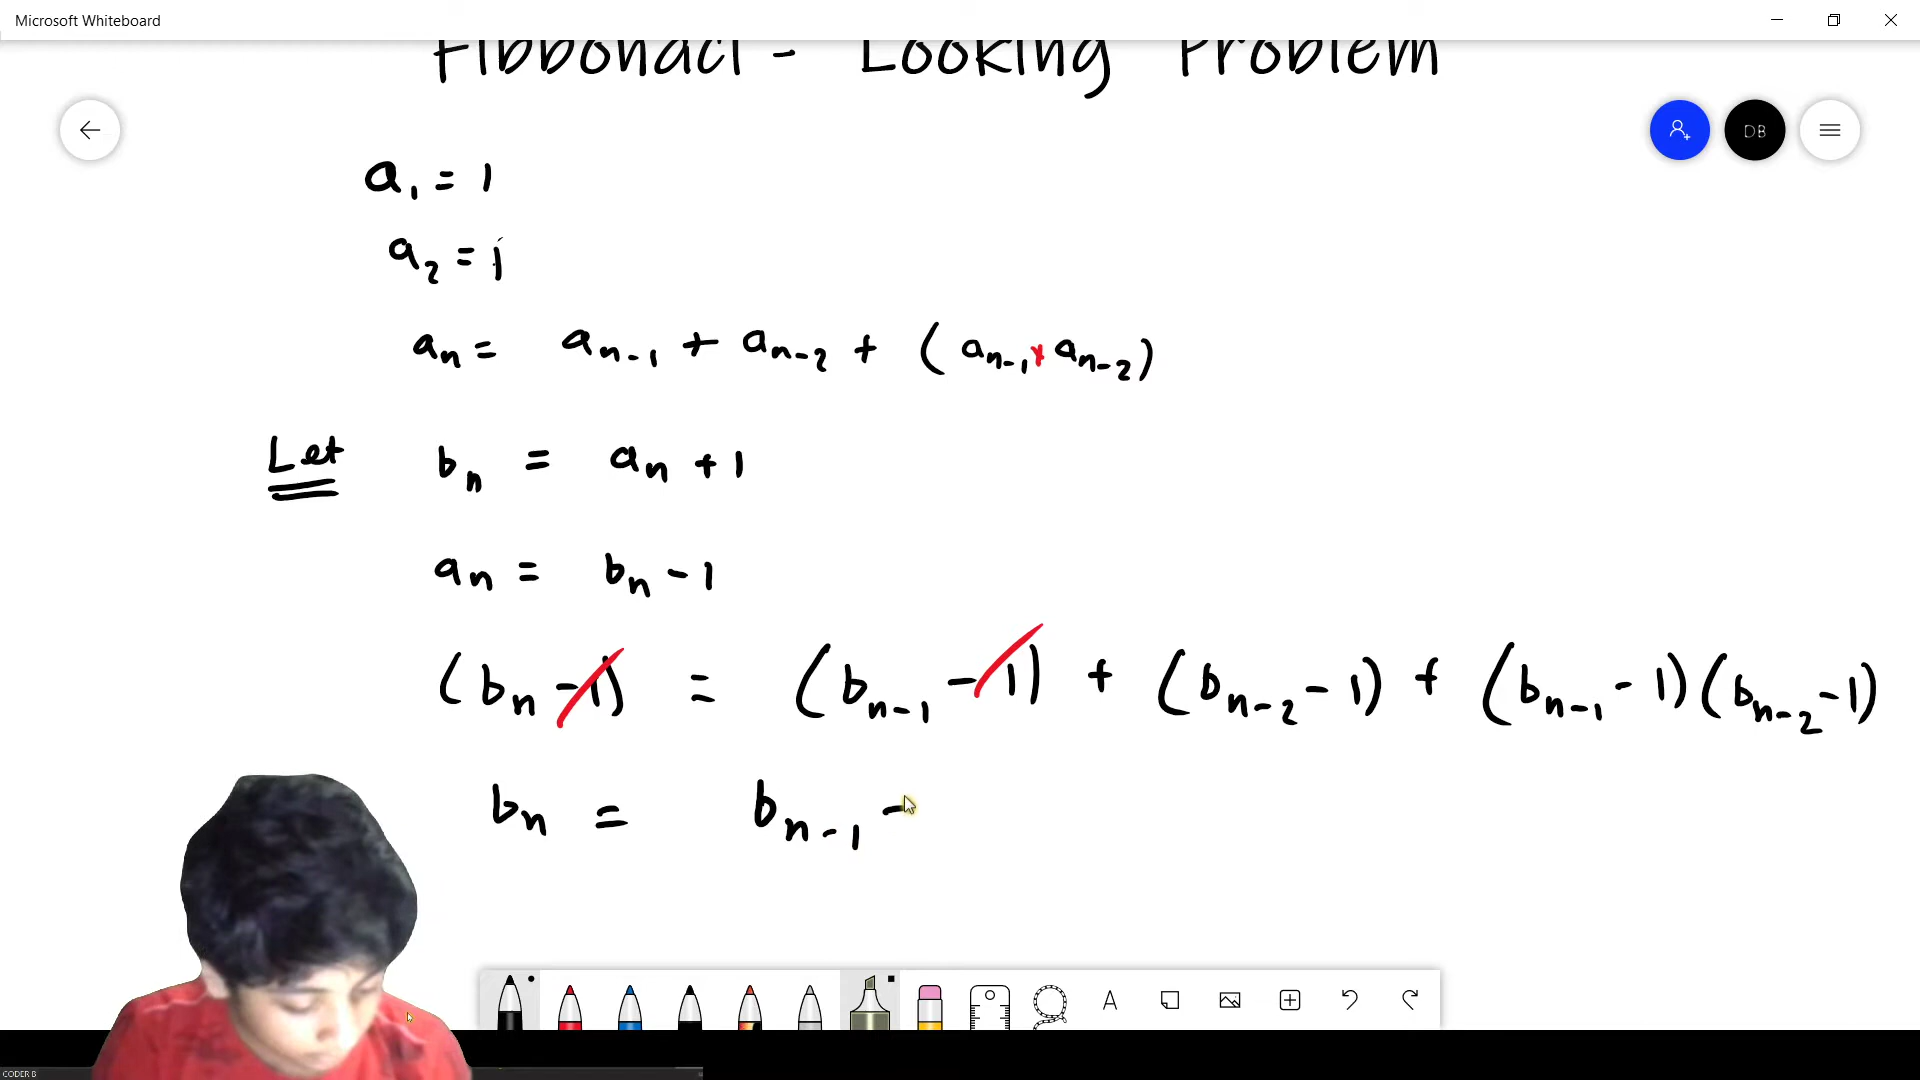 Microsoft Whiteboard
Fibbonaci - Looking Problem
DB
a₁ = 1
a₂ = 1
aₙ = aₙ₋₁ + aₙ₋₂ + (aₙ₋₁ * aₙ₋₂)
Let bₙ = aₙ + 1
aₙ = bₙ - 1
(bₙ - 1) = (bₙ₋₁ - 1) + (bₙ₋₂ - 1) + (bₙ₋₁ - 1)(bₙ₋₂ - 1)
bₙ = bₙ₋₁ -
A
CODER B